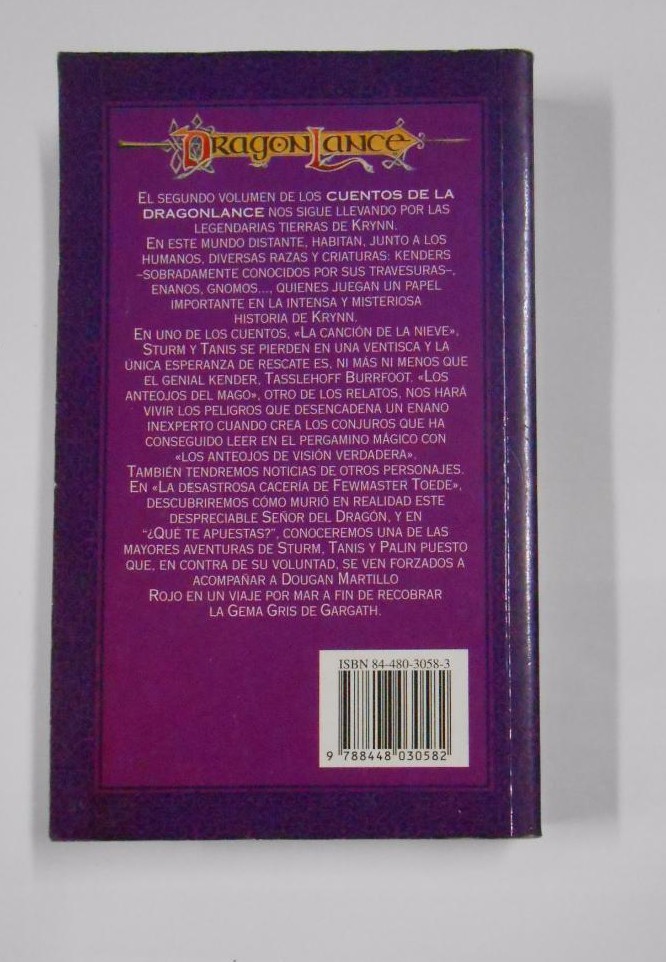 DRAGONLANCE
EL SEGUNDO VOLUMEN DE LOS CUENTOS DE LA
DRAGONLANCE NOS SIGUE LLEVANDO POR LAS
LEGENDARIAS TIERRAS DE KRYNN.
EN ESTE MUNDO DISTANTE, HABITAN, JUNTO A LOS
HUMANOS, DIVERSAS RAZAS Y CRIATURAS: KENDERS
–SOBRADAMENTE CONOCIDOS POR SUS TRAVESURAS–,
ENANOS, GNOMOS..., QUIENES JUEGAN UN PAPEL
IMPORTANTE EN LA INTENSA Y MISTERIOSA
HISTORIA DE KRYNN.
EN UNO DE LOS CUENTOS, «LA CANCIÓN DE LA NIEVE»,
STURM Y TANIS SE PIERDEN EN UNA VENTISCA Y LA
ÚNICA ESPERANZA DE RESCATE ES, NI MÁS NI MENOS QUE
EL GENIAL KENDER, TASSLEHOFF BURRFOOT. «LOS
ANTEOJOS DEL MAGO», OTRO DE LOS RELATOS, NOS HARÁ
VIVIR LOS PELIGROS QUE DESENCADENA UN ENANO
INEXPERTO CUANDO CREA LOS CONJUROS QUE HA
CONSEGUIDO LEER EN EL PERGAMINO MÁGICO CON
«LOS ANTEOJOS DE VISIÓN VERDADERA».
TAMBIÉN TENDREMOS NOTICIAS DE OTROS PERSONAJES.
EN «LA DESASTROSA CACERÍA DE FEWMASTER TOEDE»,
DESCUBRIREMOS CÓMO MURIÓ EN REALIDAD ESTE
DESPRECIABLE SEÑOR DEL DRAGÓN, Y EN
"¿QUÉ TE APUESTAS?", CONOCEREMOS UNA DE LAS
MAYORES AVENTURAS DE STURM, TANIS Y PALIN PUESTO
QUE, EN CONTRA DE SU VOLUNTAD, SE VEN FORZADOS A
ACOMPAÑAR A DOUGAN MARTILLO
ROJO EN UN VIAJE POR MAR A FIN DE RECOBRAR
LA GEMA GRIS DE GARGATH.
ISBN 84-480-3058-3
9 788448 030582